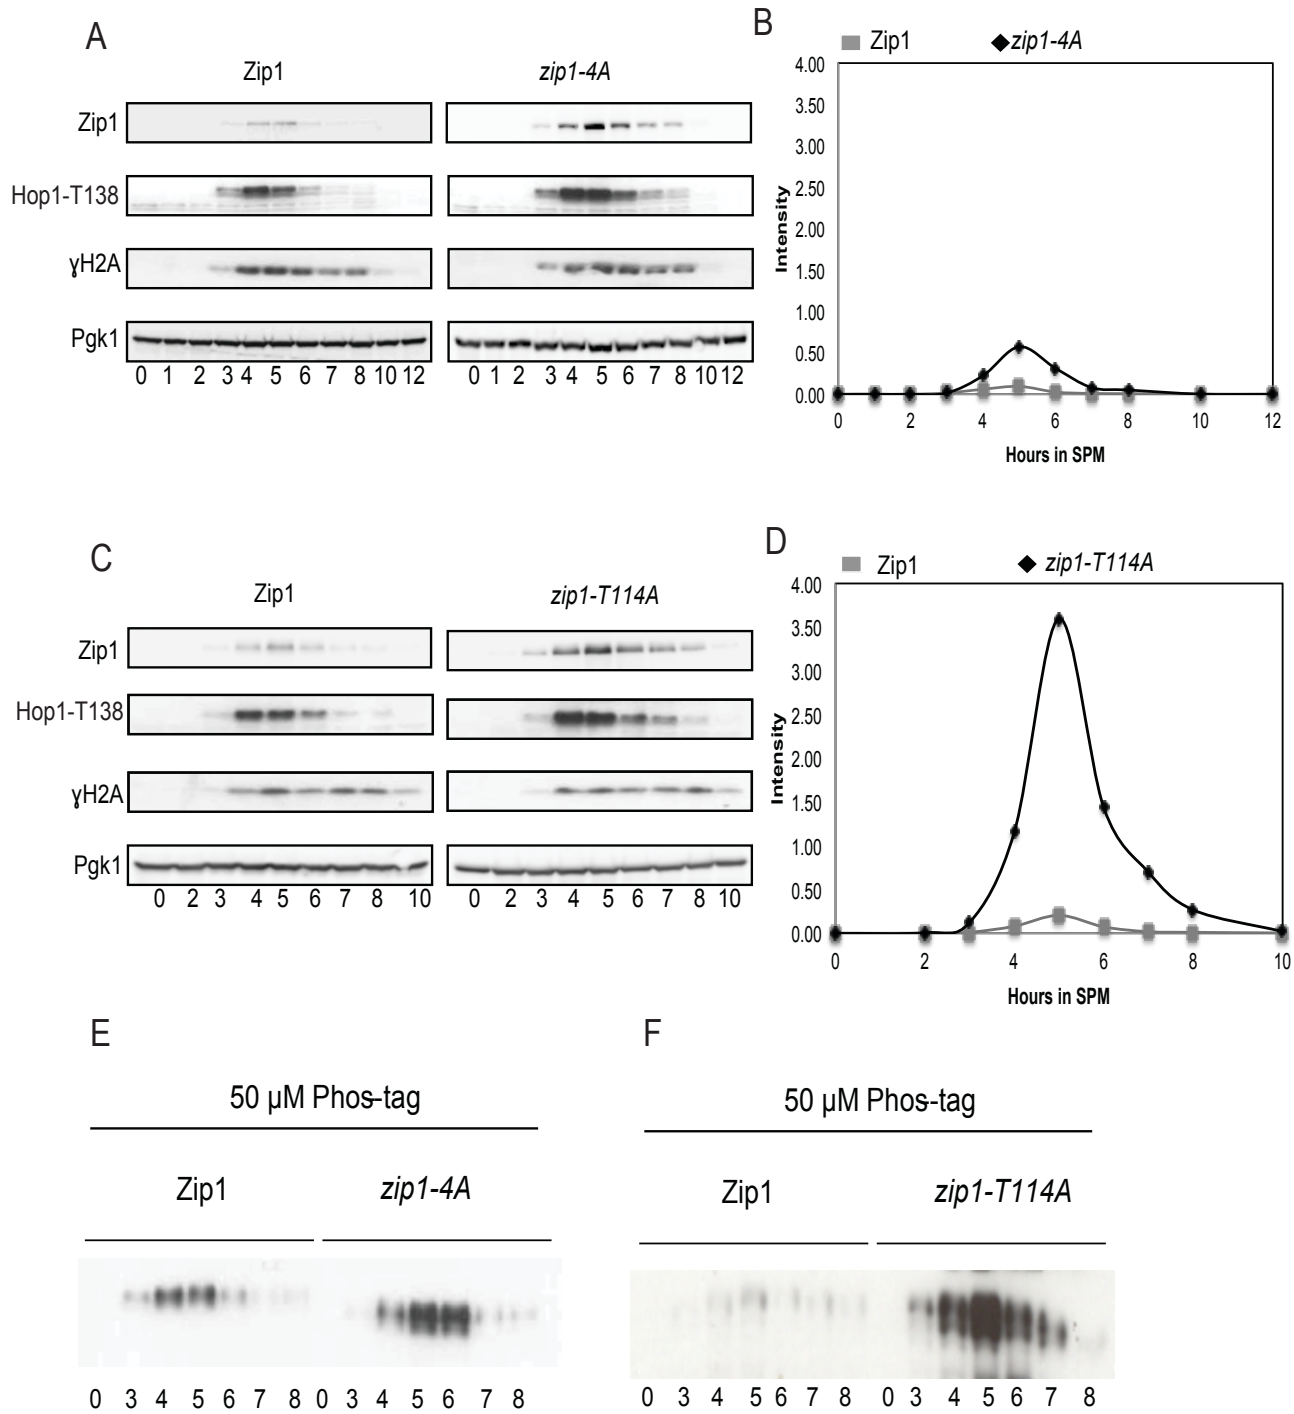 A
Zip1
zip1-4A
Zip1
Hop1-T138
ɣH2A
Pgk1
0 1 2 3 4 5 6 7 8 10 12
0 1 2 3 4 5 6 7 8 10 12
B
Zip1
zip1-4A
4.00
3.50
3.00
2.50
2.00
1.50
1.00
0.50
0.00
Intensity
0 2 4 6 8 10 12
Hours in SPM
C
Zip1
zip1-T114A
Zip1
Hop1-T138
ɣH2A
Pgk1
0 2 3 4 5 6 7 8 10
0 2 3 4 5 6 7 8 10
D
Zip1
zip1-T114A
4.00
3.50
3.00
2.50
2.00
1.50
1.00
0.50
0.00
Intensity
0 2 4 6 8 10
Hours in SPM
E
50 µM Phos-tag
Zip1
zip1-4A
0 3 4 5 6 7 8 0 3 4 5 6 7 8
F
50 µM Phos-tag
Zip1
zip1-T114A
0 3 4 5 6 7 8 0 3 4 5 6 7 8